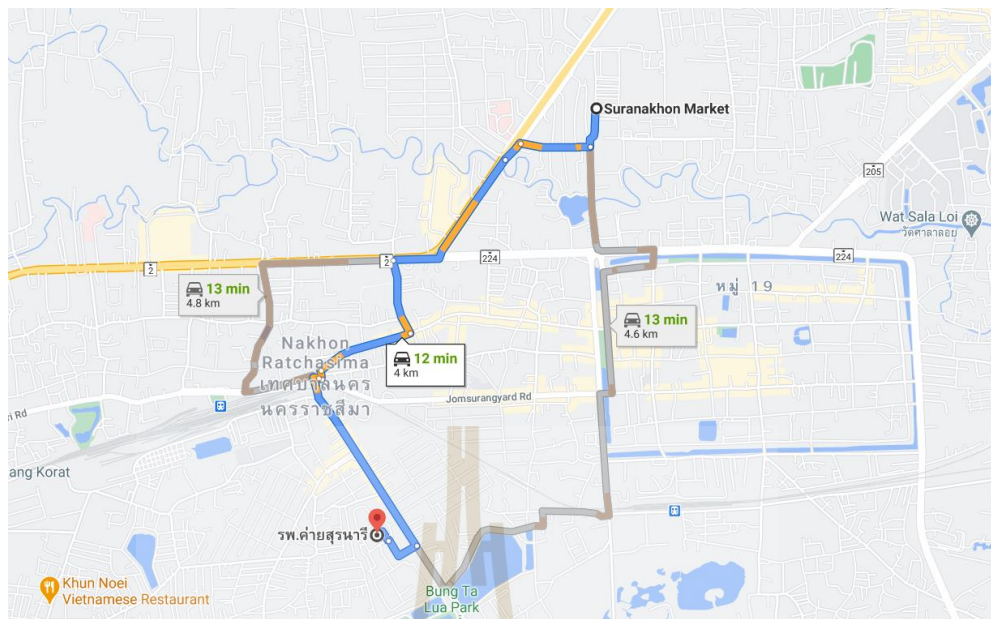 Suranakhon Market
205
Wat Sala Loi
วัดศาลาลอย
2
2
224
224
13 min
4.8 km
หมู่ 19
13 min
4.6 km
Nakhon
Ratchasima
เทศบาลนคร
นครราชสีมา
12 min
4 km
Jomsurangyard Rd
ri Rd
ang Korat
รพ.ค่ายสุรนารี
Khun Noei
Vietnamese Restaurant
Bung Ta
Lua Park